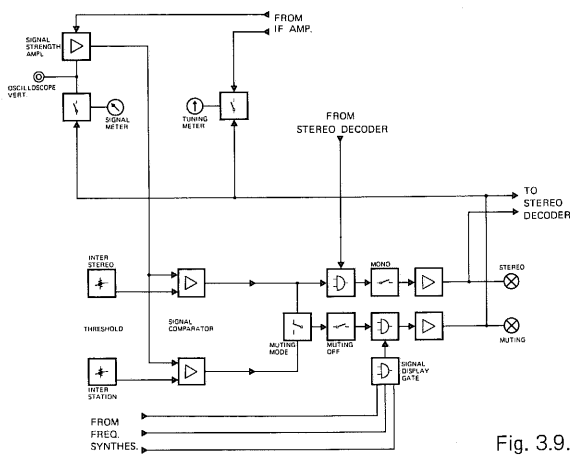 FROM
IF AMP.
SIGNAL
STRENGTH
AMPL
OSCILLOSCOPE
VERT.
SIGNAL
METER
TUNING
METER
FROM
STEREO DECODER
TO
STEREO
DECODER
INTER
STEREO
MONO
STEREO
THRESHOLD
SIGNAL
COMPARATOR
MUTING
MODE
MUTING
OFF
MUTING
SIGNAL
DISPLAY
GATE
INTER
STATION
FROM
FREQ.
SYNTHES.
Fig. 3.9.